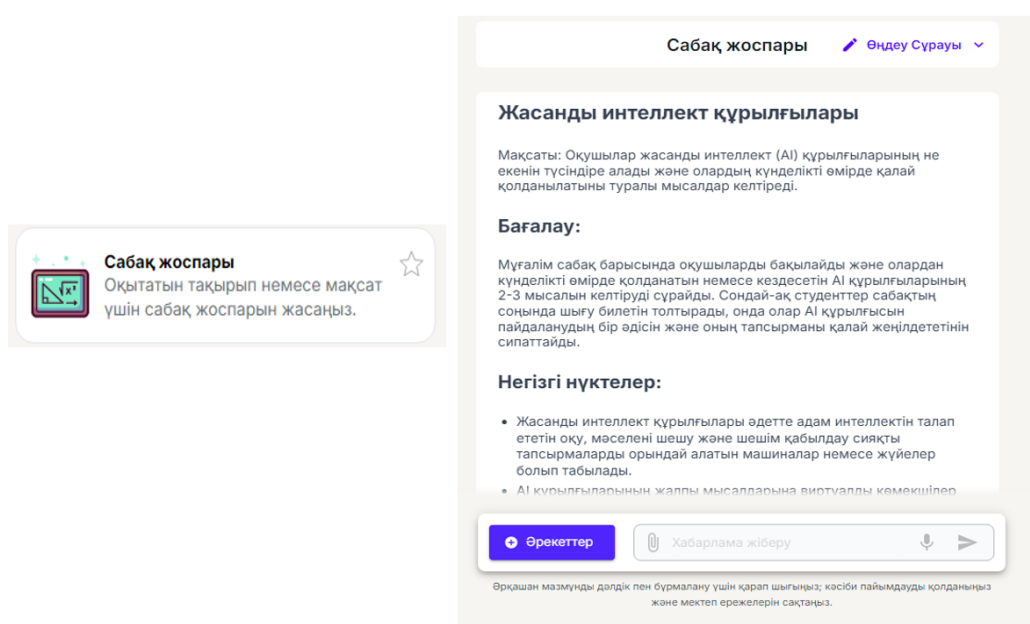 Сабақ жоспары
Оқытатын тақырып немесе мақсат
үшін сабақ жоспарын жасаңыз.
Сабақ жоспары
Өңдеу Сұрауы
Жасанды интеллект құрылғылары
Мақсаты: Оқушылар жасанды интеллект (AI) құрылғыларының не
екенін түсіндіре алады және олардың күнделікті өмірде қалай
қолданылатыны туралы мысалдар келтіреді.
Бағалау:
Мұғалім сабақ барысында оқушыларды бақылайды және олардан
күнделікті өмірде қолданатын немесе кездесетін AI құрылғыларының
2-3 мысалын келтіруді сұрайды. Сондай-ақ студенттер сабақтың
соңында шығу билетін толтырады, онда олар AI құрылғысын
пайдаланудың бір әдісін және оның тапсырманы қалай жеңілдететінін
сипаттайды.
Негізгі нүктелер:
• Жасанды интеллект құрылғылары әдетте адам интеллектін талап
ететін оқу, мәселені шешу және шешім қабылдау сияқты
тапсырмаларды орындай алатын машиналар немесе жүйелер
болып табылады.
• AI құрылғыларының жалпы мысалдарына виртуалды көмекшілер
Әрекеттер
Хабарлама жіберу
Әрқашан мазмұнды дәлдік пен бұрмалану үшін қарап шығыңыз; кәсіби пайымдауды қолданыңыз
және мектеп ережелерін сақтаңыз.